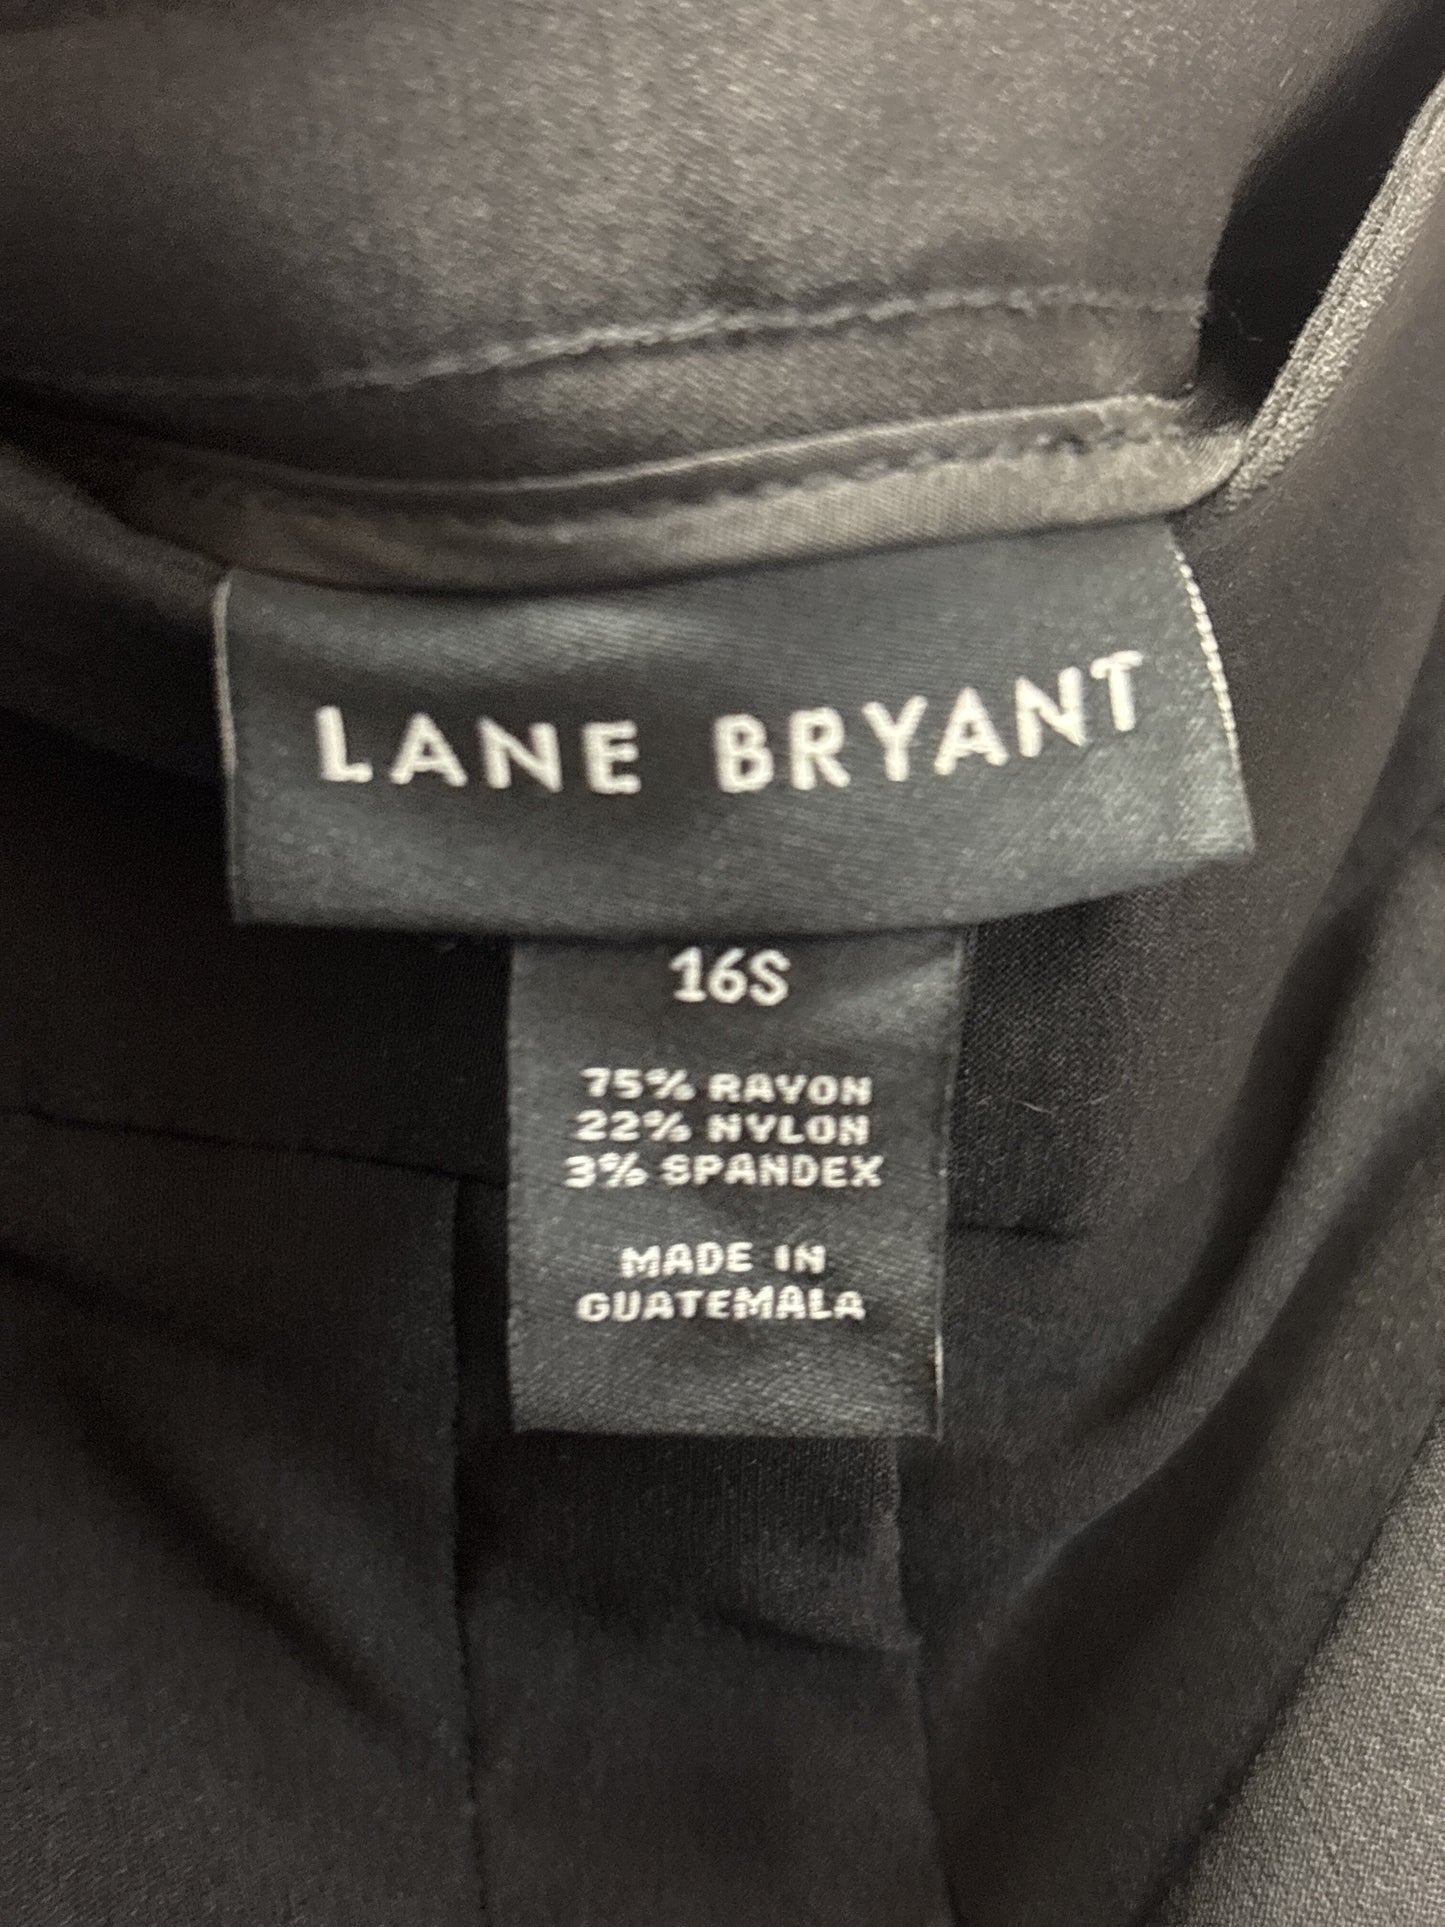 LANE BRYANT
16S
75% RAYON
22% NYLON
3% SPANDEX
MADE IN
GUATEMALA